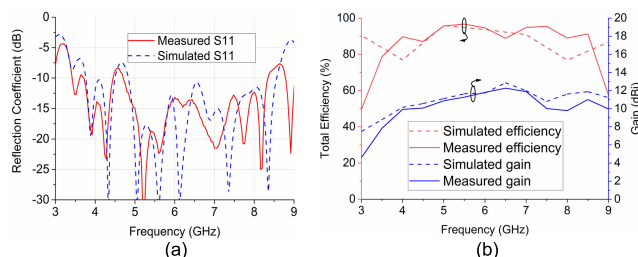 0
-5
-10
-15
-20
-25
-30
Reflection Coefficient (dB)
Measured S11
Simulated S11
3 4 5 6 7 8 9
Frequency (GHz)
(a)
100
80
60
40
20
0
Total Efficiency (%)
Simulated efficiency
Measured efficiency
Simulated gain
Measured gain
20
18
16
14
12
10
8
6
4
2
0
Gain (dBi)
3 4 5 6 7 8 9
Frequency (GHz)
(b)